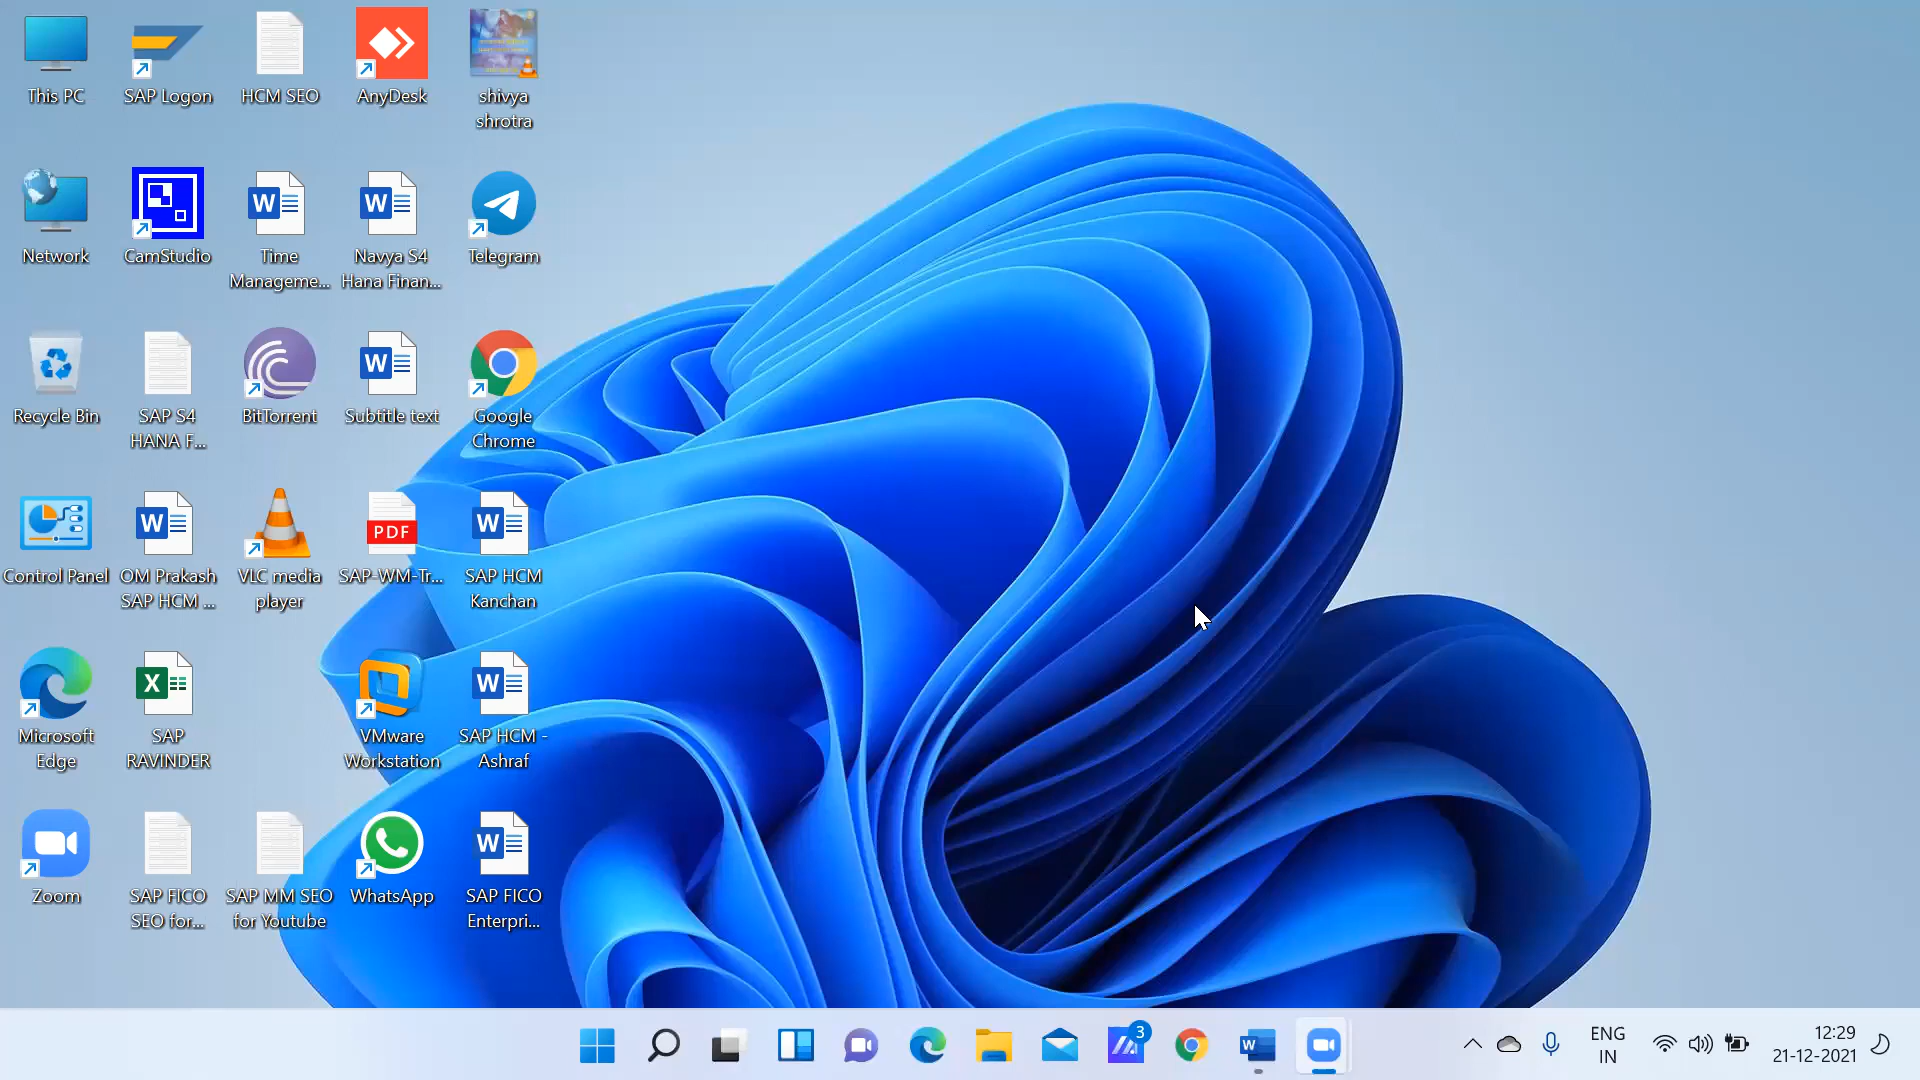 This PC
SAP Logon
HCM SEO
AnyDesk
shivya
shrotra
Network
CamStudio
Time
Manageme...
Navya S4
Hana Finan...
Telegram
Recycle Bin
SAP S4
HANA F...
BitTorrent
Subtitle text
Google
Chrome
Control Panel
OM Prakash
SAP HCM ...
VLC media
player
PDF
SAP-WM-Tr...
SAP HCM
Kanchan
Microsoft
Edge
SAP
RAVINDER
VMware
Workstation
SAP HCM -
Ashraf
Zoom
SAP FICO
SEO for...
SAP MM SEO
for Youtube
WhatsApp
SAP FICO
Enterpri...
3
ENG
IN
12:29
21-12-2021